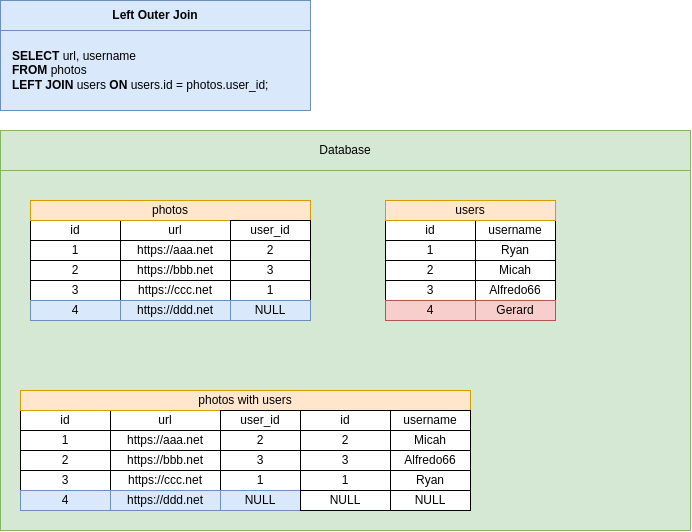 Left Outer Join
SELECT url, username
FROM photos
LEFT JOIN users ON users.id = photos.user_id;
Database
photos
id url user_id
1 https://aaa.net 2
2 https://bbb.net 3
3 https://ccc.net 1
4 https://ddd.net NULL
users
id username
1 Ryan
2 Micah
3 Alfredo66
4 Gerard
photos with users
id url user_id id username
1 https://aaa.net 2 2 Micah
2 https://bbb.net 3 3 Alfredo66
3 https://ccc.net 1 1 Ryan
4 https://ddd.net NULL NULL NULL